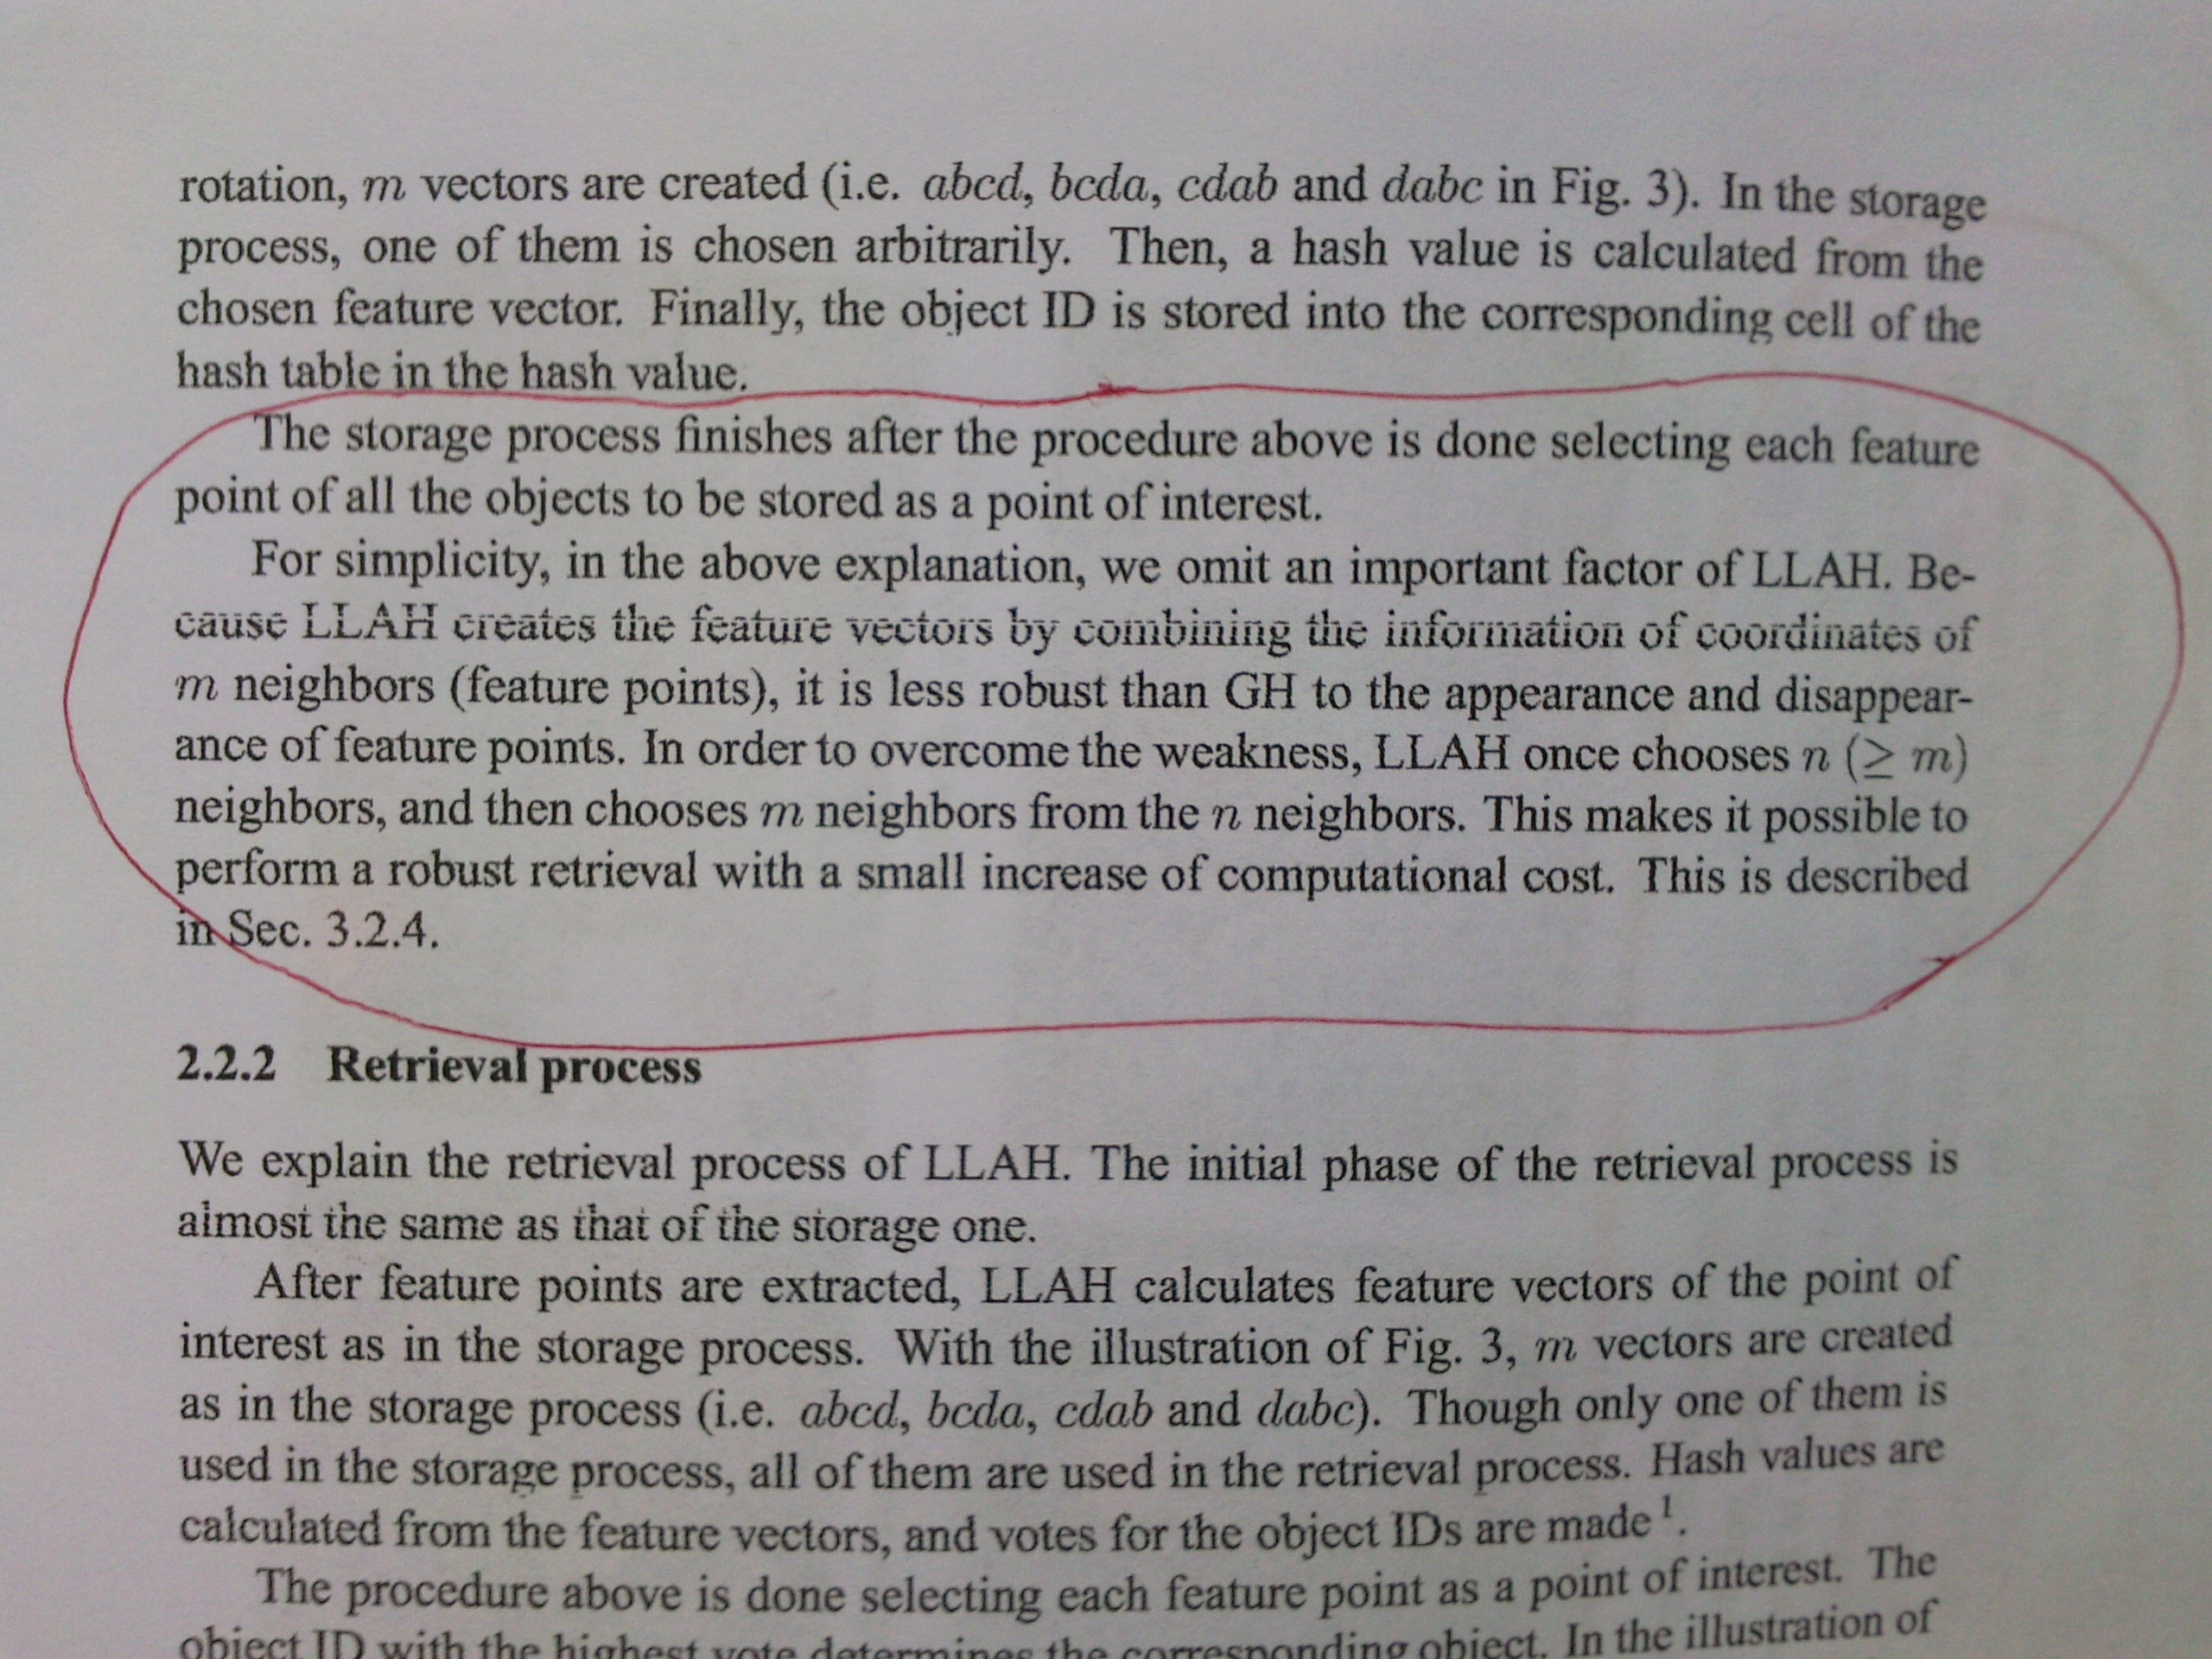 rotation, m vectors are created (i.e. abcd, bcda, cdab and dabc in Fig. 3). In the storage
process, one of them is chosen arbitrarily. Then, a hash value is calculated from the
chosen feature vector. Finally, the object ID is stored into the corresponding cell of the
hash table in the hash value.
The storage process finishes after the procedure above is done selecting each feature
point of all the objects to be stored as a point of interest.
For simplicity, in the above explanation, we omit an important factor of LLAH. Be-
cause LLAH creates the feature vectors by combining the information of coordinates of
m neighbors (feature points), it is less robust than GH to the appearance and disappear-
ance of feature points. In order to overcome the weakness, LLAH once chooses n (≥ m)
neighbors, and then chooses m neighbors from the n neighbors. This makes it possible to
perform a robust retrieval with a small increase of computational cost. This is described
in Sec. 3.2.4.
2.2.2 Retrieval process
We explain the retrieval process of LLAH. The initial phase of the retrieval process is
almost the same as that of the storage one.
After feature points are extracted, LLAH calculates feature vectors of the point of
interest as in the storage process. With the illustration of Fig. 3, m vectors are created
as in the storage process (i.e. abcd, bcda, cdab and dabc). Though only one of them is
used in the storage process, all of them are used in the retrieval process. Hash values are
calculated from the feature vectors, and votes for the object IDs are made ¹.
The procedure above is done selecting each feature point as a point of interest. The
object ID with the highest vote determines the corresponding object. In the illustration of